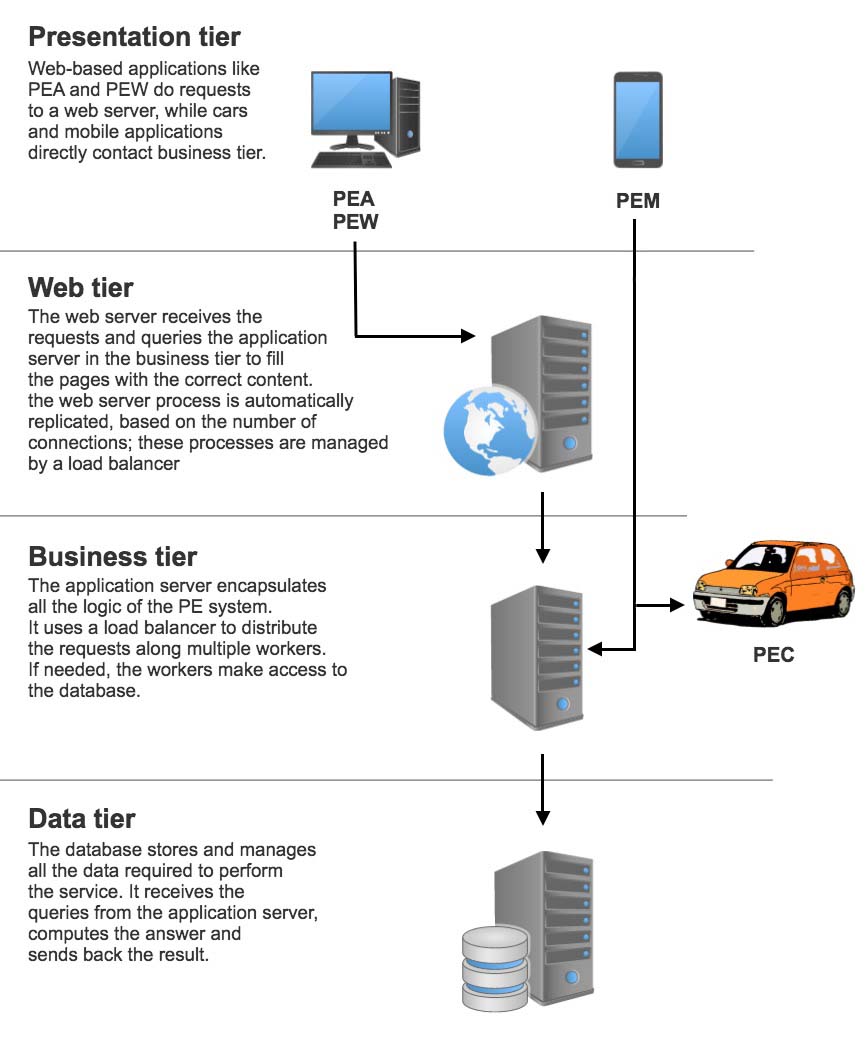 Presentation tier
Web-based applications like
PEA and PEW do requests
to a web server, while cars
and mobile applications
directly contact business tier.
PEA
PEW
PEM
Web tier
The web server receives the
requests and queries the application
server in the business tier to fill
the pages with the correct content.
the web server process is automatically
replicated, based on the number of
connections; these processes are managed
by a load balancer
Business tier
The application server encapsulates
all the logic of the PE system.
It uses a load balancer to distribute
the requests along multiple workers.
If needed, the workers make access to
the database.
PEC
Data tier
The database stores and manages
all the data required to perform
the service. It receives the
queries from the application server,
computes the answer and
sends back the result.